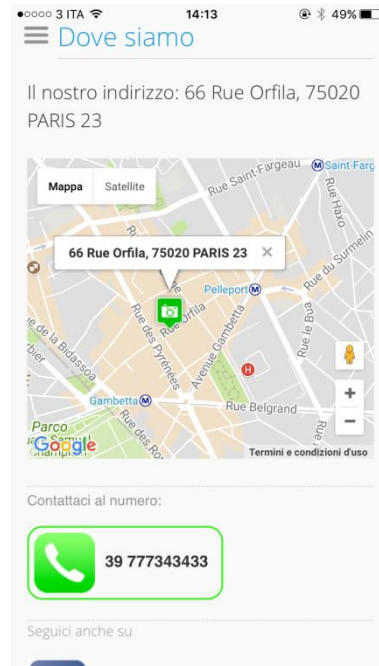 3 ITA 14:13 49%
Dove siamo
Il nostro indirizzo: 66 Rue Orfila, 75020
PARIS 23
Mappa Satellite
Rue Saint-Fargeau
Saint-Farg
Rue Haxo
66 Rue Orfila, 75020 PARIS 23
Rue du Surmelin
Pelleport
Rue Orfila
Rue des Pyrénées
Avenue Gambetta
Rue le Bua
H
de la Bidassoa
Gambetta
Rue Belgrand
Parco
Google
Termini e condizioni d'uso
Contattaci al numero:
39 777343433
Seguici anche su